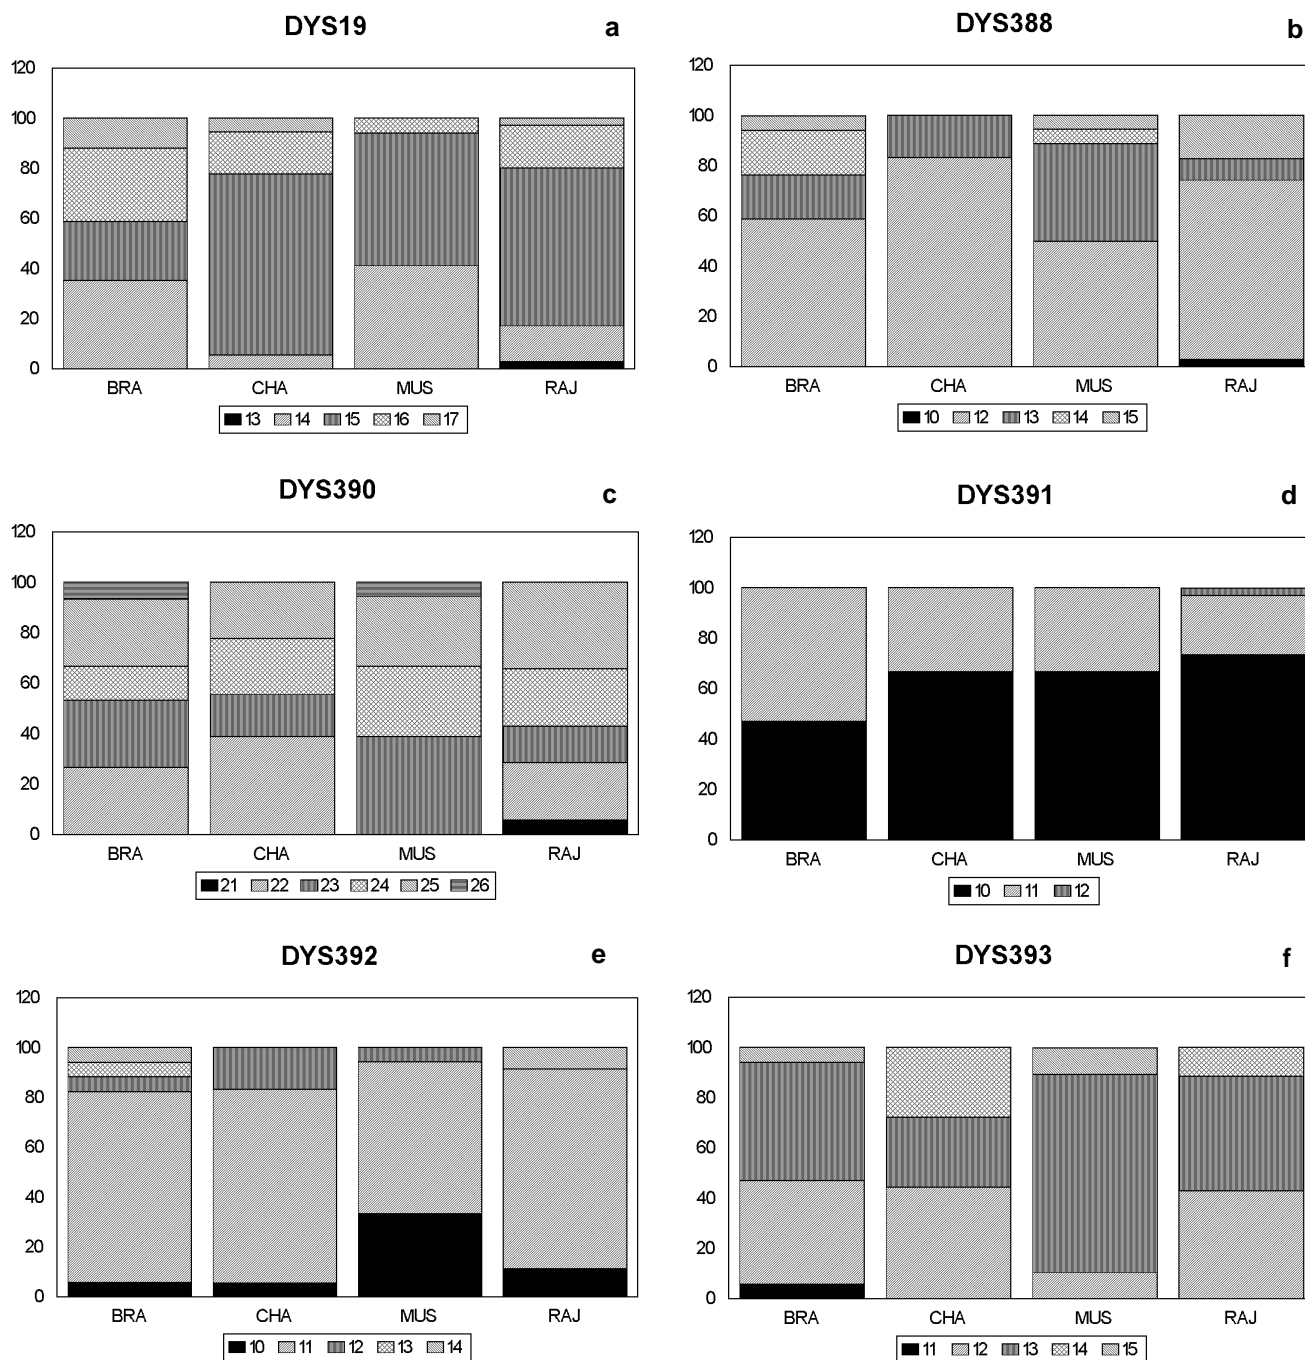 DYS19 a
120
100
80
60
40
20
0
BRA CHA MUS RAJ
13 14 15 16 17
DYS388 b
120
100
80
60
40
20
0
BRA CHA MUS RAJ
10 12 13 14 15
DYS390 c
120
100
80
60
40
20
0
BRA CHA MUS RAJ
21 22 23 24 25 26
DYS391 d
120
100
80
60
40
20
0
BRA CHA MUS RAJ
10 11 12
DYS392 e
120
100
80
60
40
20
0
BRA CHA MUS RAJ
10 11 12 13 14
DYS393 f
120
100
80
60
40
20
0
BRA CHA MUS RAJ
11 12 13 14 15